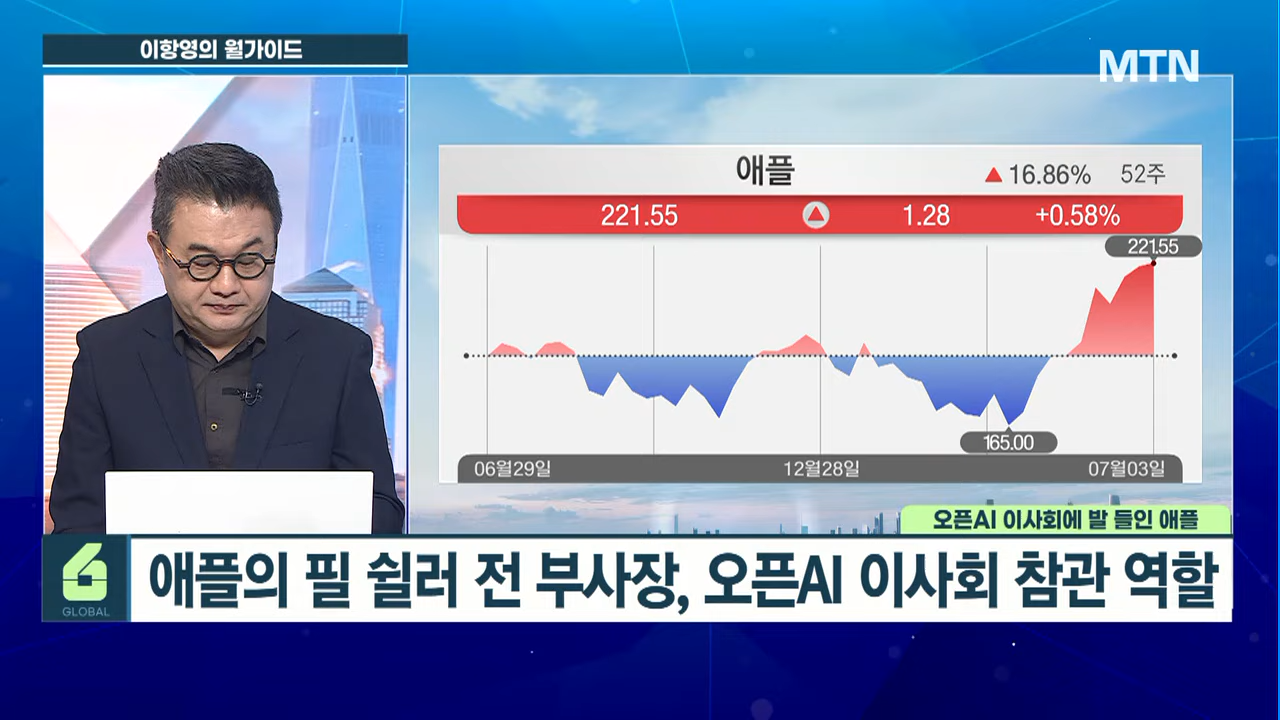 이항영의 월가이드
MTN
애플
▲ 16.86% 52주
221.55 ▲ 1.28 +0.58%
221.55
165.00
06월29일 12월28일 07월03일
오픈AI 이사회에 발 들인 애플
애플의 필 쉴러 전 부사장, 오픈AI 이사회 참관 역할
6
GLOBAL